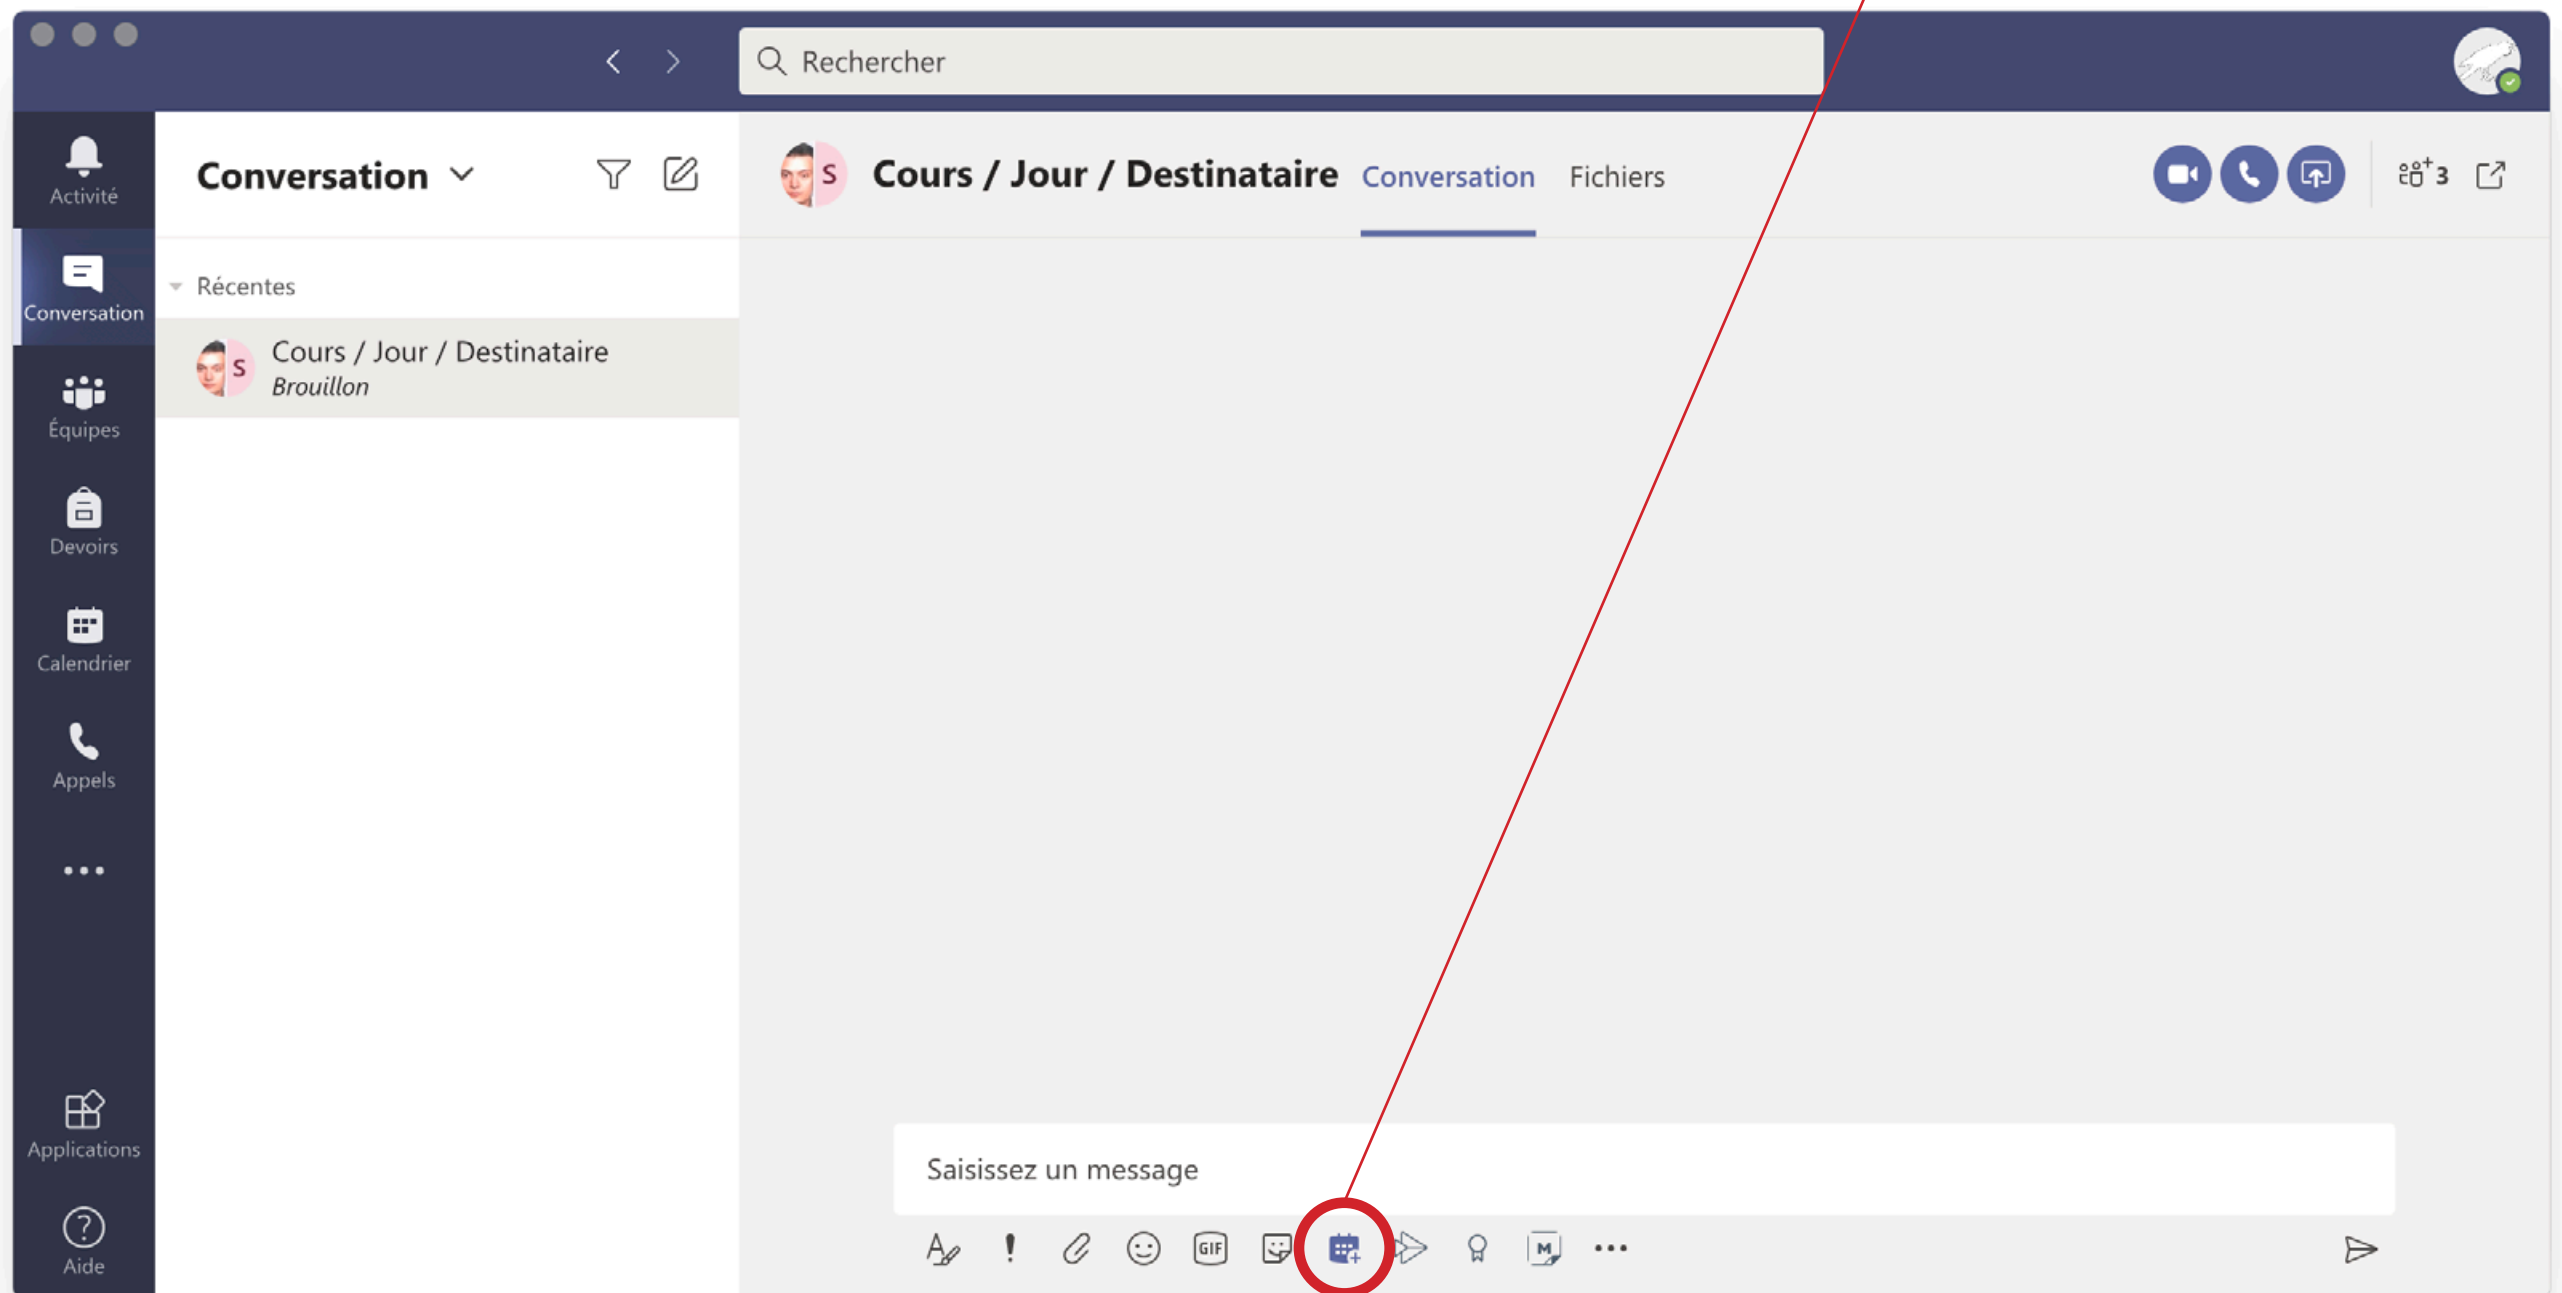 Rechercher
Activité
Conversation
Équipes
Devoirs
Calendrier
Appels
Applications
Aide
Conversation
Récentes
S
Cours / Jour / Destinataire
Brouillon
S
Cours / Jour / Destinataire
Conversation
Fichiers
3
Saisissez un message
GIF
M